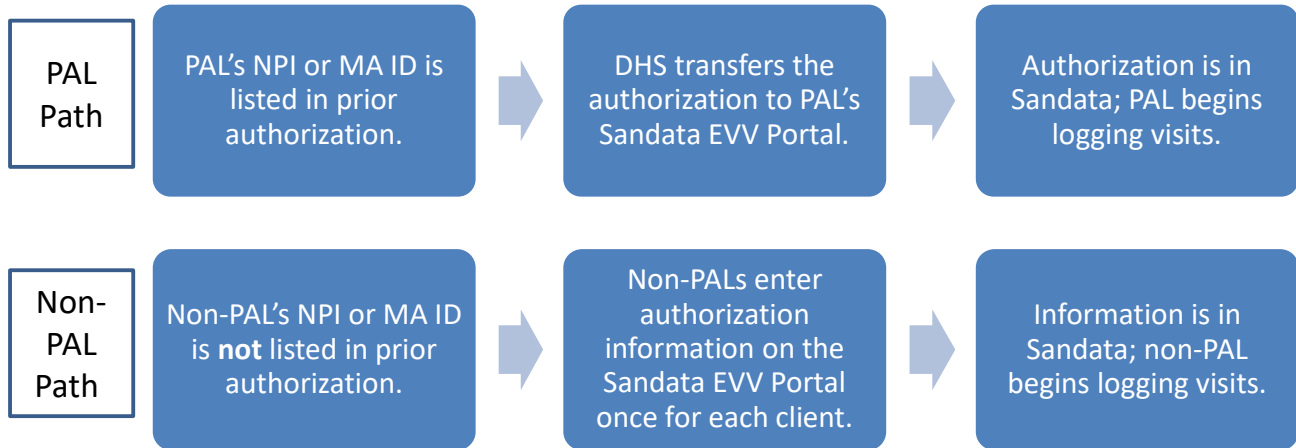 PAL
Path
PAL’s NPI or MA ID is
listed in prior
authorization.
DHS transfers the
authorization to PAL’s
Sandata EVV Portal.
Authorization is in
Sandata; PAL begins
logging visits.
Non-
PAL
Path
Non-PAL’s NPI or MA ID
is not listed in prior
authorization.
Non-PALs enter
authorization
information on the
Sandata EVV Portal
once for each client.
Information is in
Sandata; non-PAL
begins logging visits.